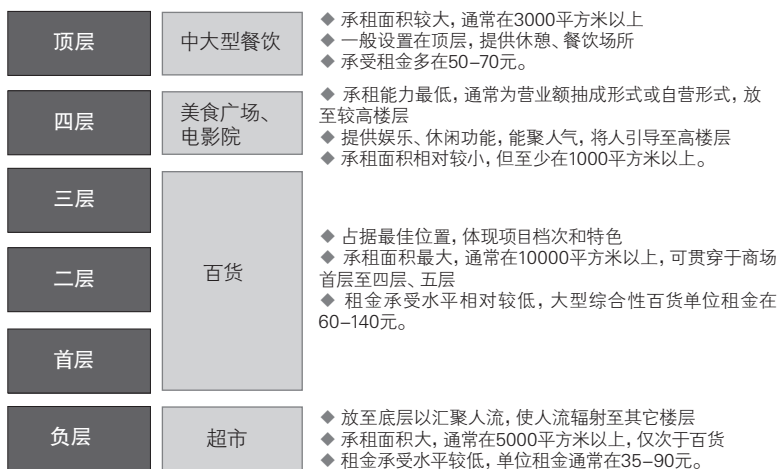 顶层
中大型餐饮
◆ 承租面积较大，通常在3000平方米以上
◆ 一般设置在顶层，提供休憩、餐饮场所
◆ 承受租金多在50–70元。
四层
美食广场、
电影院
◆ 承租能力最低，通常为营业额抽成形式或自营形式，放
至较高楼层
◆ 提供娱乐、休闲功能，能聚人气，将人引导至高楼层
◆ 承租面积相对较小，但至少在1000平方米以上。
三层
二层
首层
百货
◆ 占据最佳位置，体现项目档次和特色
◆ 承租面积最大，通常在10000平方米以上，可贯穿于商场
首层至四层、五层
◆ 租金承受水平相对较低，大型综合性百货单位租金在
60–140元。
负层
超市
◆ 放至底层以汇聚人流，使人流辐射至其它楼层
◆ 承租面积大，通常在5000平方米以上，仅次于百货
◆ 租金承受水平较低，单位租金通常在35–90元。